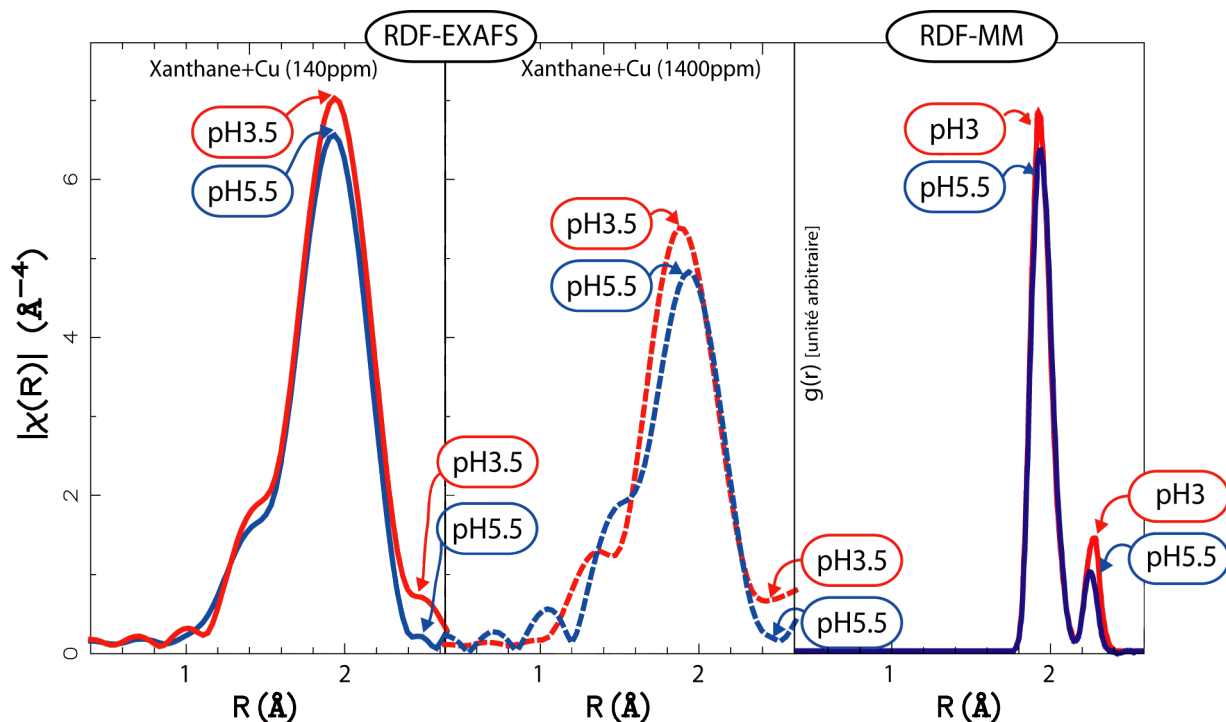 RDF-EXAFS
RDF-MM
Xanthane+Cu (140ppm)
Xanthane+Cu (1400ppm)
pH3.5
pH5.5
pH3.5
pH5.5
pH3
pH5.5
pH3.5
pH5.5
pH3.5
pH5.5
pH3
pH5.5
|χ(R)| (Å⁻⁴)
g(r) [unité arbitraire]
6
4
2
0
1 2
1 2
1 2
R (Å)
R (Å)
R (Å)